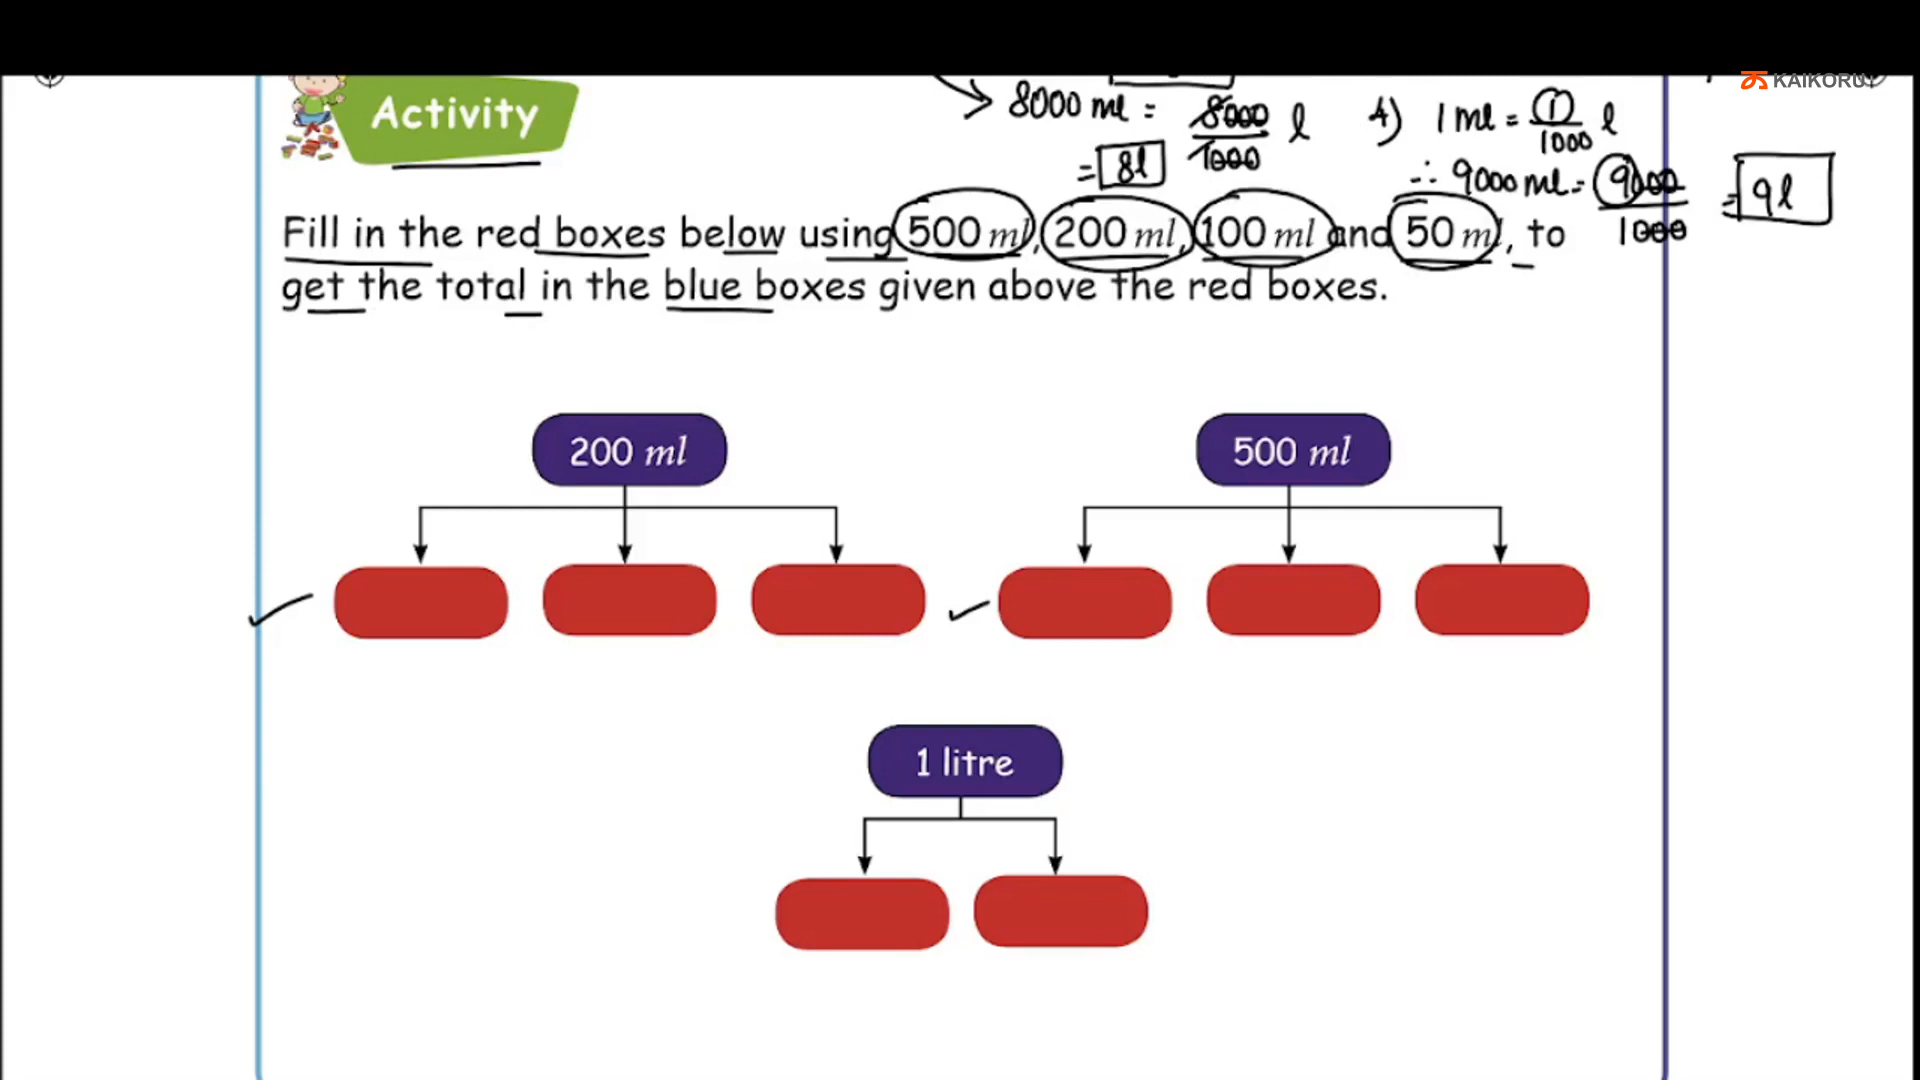 KAIKORUT
Activity
8000 ml = 8000/1000 l
= 8l
4) 1 ml = 1/1000 l
∴ 9000 ml = 9000/1000 = 9l
Fill in the red boxes below using 500 ml, 200 ml, 100 ml and 50 ml, to
get the total in the blue boxes given above the red boxes.
200 ml
500 ml
1 litre